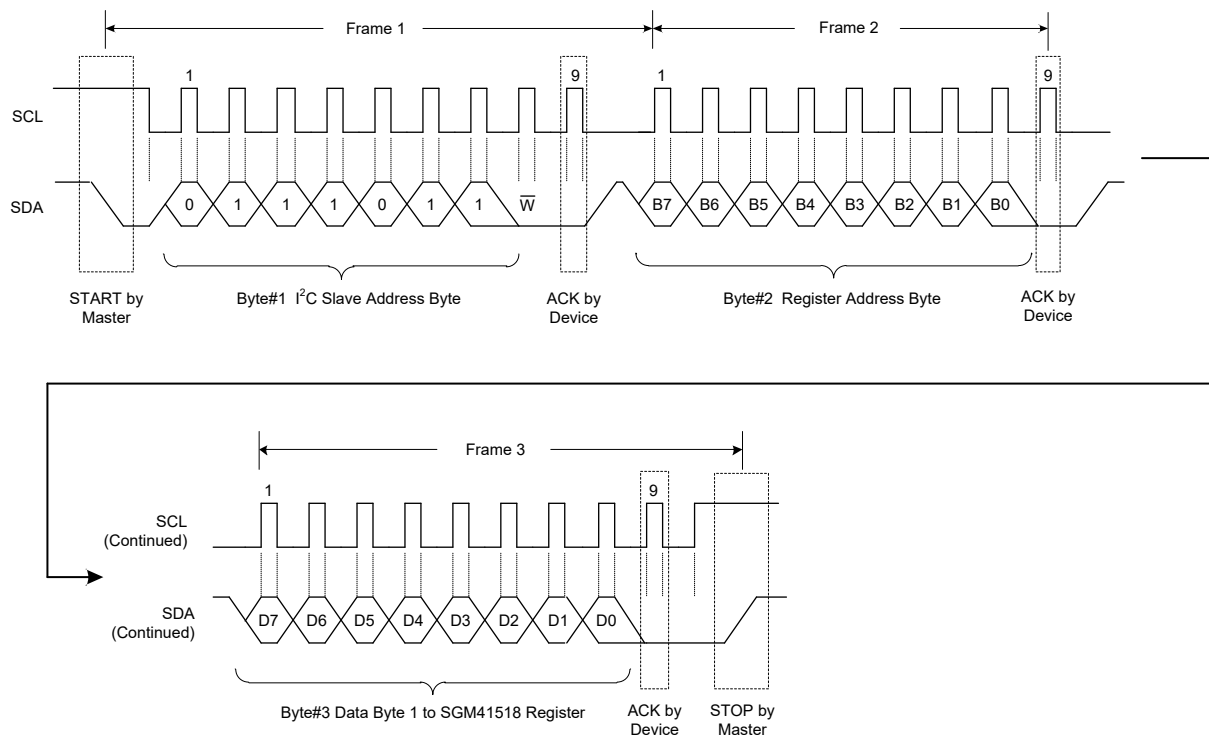 Frame 1
Frame 2
1
9
1
9
SCL
SDA
0 1 1 1 0 1 1 W̅
B7 B6 B5 B4 B3 B2 B1 B0
START by
Master
Byte#1 I²C Slave Address Byte
ACK by
Device
Byte#2 Register Address Byte
ACK by
Device
Frame 3
1
9
SCL
(Continued)
SDA
(Continued)
D7 D6 D5 D4 D3 D2 D1 D0
Byte#3 Data Byte 1 to SGM41518 Register
ACK by
Device
STOP by
Master